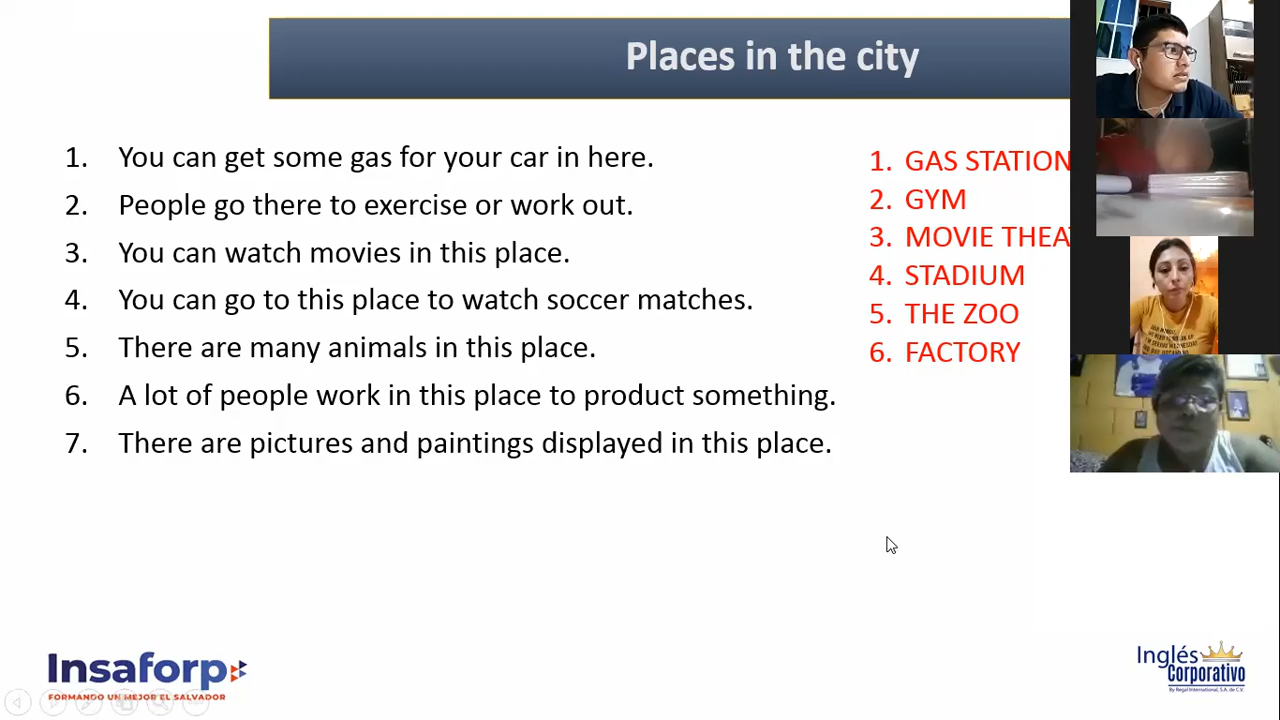 Places in the city
1. You can get some gas for your car in here.
2. People go there to exercise or work out.
3. You can watch movies in this place.
4. You can go to this place to watch soccer matches.
5. There are many animals in this place.
6. A lot of people work in this place to product something.
7. There are pictures and paintings displayed in this place.
1. GAS STATION
2. GYM
3. MOVIE THEA
4. STADIUM
5. THE ZOO
6. FACTORY
Insaforp
FORMANDO UN MEJOR EL SALVADOR
Inglés
Corporativo
By Regal International, S.A. de C.V.